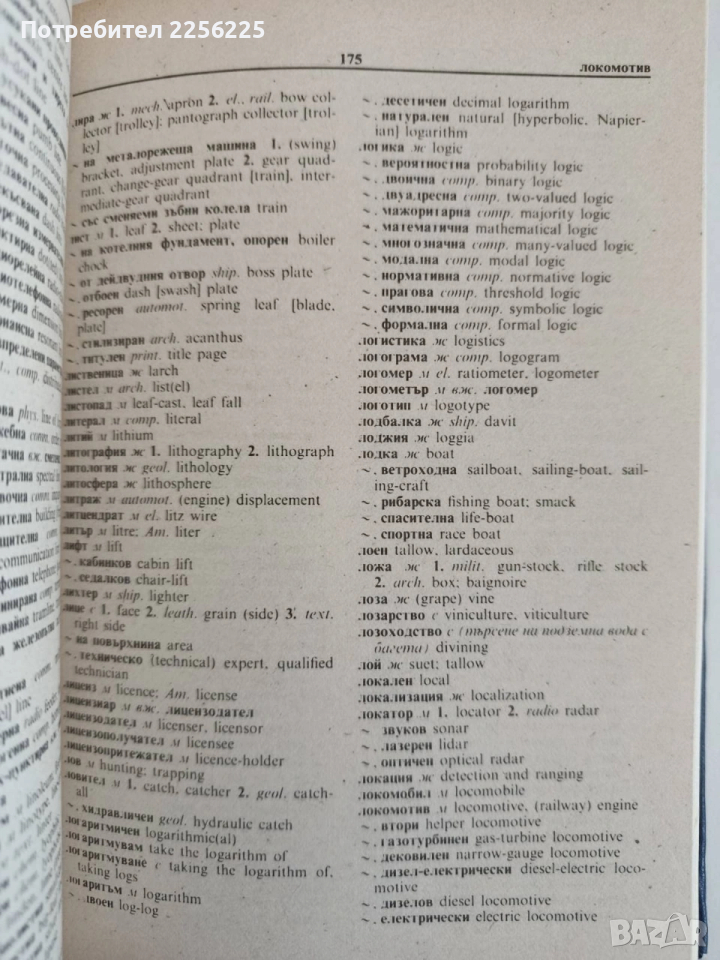 Потребител 2256225
175
локомотив
лира ж 1. mech. apron 2. el., rail. bow col-
lector [trolley]; pantograph collector [trol-
ley]
~ на металорежеща машина 1. (swing)
bracket, adjustment plate 2. gear quad-
rant, change-gear quadrant [train], inter-
mediate-gear quadrant
~ със сменяеми зъбни колела train
лист м 1. leaf 2. sheet; plate
~ на котелния фундамент, опорен boiler
chock
~ от дейдвудния отвор ship. boss plate
~, отбоен dash [swash] plate
~, ресорен automot. spring leaf [blade,
plate]
~, стилизиран arch. acanthus
~, титулен print. title page
лиственица ж larch
листел м arch. list(el)
листопад м leaf-cast, leaf fall
литерал м comp. literal
литий м lithium
литография ж 1. lithography 2. lithograph
литология ж geol. lithology
литосфера ж lithosphere
литраж м automot. (engine) displacement
литцендрат м el. litz wire
литър м litre; Am. liter
лифт м lift
~, кабинков cabin lift
~, седалков chair-lift
лихтер м ship. lighter
лице с 1. face 2. leath. grain (side) 3. text.
right side
~ на повърхнина area
~, техническо (technical) expert, qualified
technician
лиценз м licence; Am. license
лицензиар м вж. лицензодател
лицензодател м licenser, licensor
лицензополучател м licensee
лицензопритежател м licence-holder
лов м hunting; trapping
ловител м 1. catch, catcher 2. geol. catch-
all
~, хидравличен geol. hydraulic catch
логаритмичен logarithmic(al)
логаритмувам take the logarithm of
логаритмуване с taking the logarithm of,
taking logs
логаритъм м logarithm
~, двоен log-log
~, десетичен decimal logarithm
~, натурален natural [hyperbolic, Napier-
ian] logarithm
логика ж logic
~, вероятностна probability logic
~, двоична comp. binary logic
~, двуадресна comp. two-valued logic
~, мажоритарна comp. majority logic
~, математична mathematical logic
~, многозначна comp. many-valued logic
~, модална comp. modal logic
~, нормативна comp. normative logic
~, прагова comp. threshold logic
~, символична comp. symbolic logic
~, формална comp. formal logic
логистика ж logistics
логограма ж comp. logogram
логомер м el. ratiometer, logometer
логометър м вж. логомер
логотип м logotype
лодбалка ж ship. davit
лоджия ж loggia
лодка ж boat
~, ветроходна sailboat, sailing-boat, sail-
ing-craft
~, рибарска fishing boat; smack
~, спасителна life-boat
~, спортна race boat
лоен tallow, lardaceous
ложа ж 1. milit. gun-stock, rifle stock
2. arch. box; baignoire
лоза ж (grape) vine
лозарство с viniculture, viticulture
лозоходство с (търсене на подземна вода с
багета) divining
лой ж suet; tallow
локален local
локализация ж localization
локатор м 1. locator 2. radio radar
~, звуков sonar
~, лазерен lidar
~, оптичен optical radar
локация ж detection and ranging
локомобил м locomobile
локомотив м locomotive, (railway) engine
~, втори helper locomotive
~, газотурбинен gas-turbine locomotive
~, дековилен narrow-gauge locomotive
~, дизел-електрически diesel-electric loco-
motive
~, дизелов diesel locomotive
~, електрически electric locomotive
BAZAR
bg